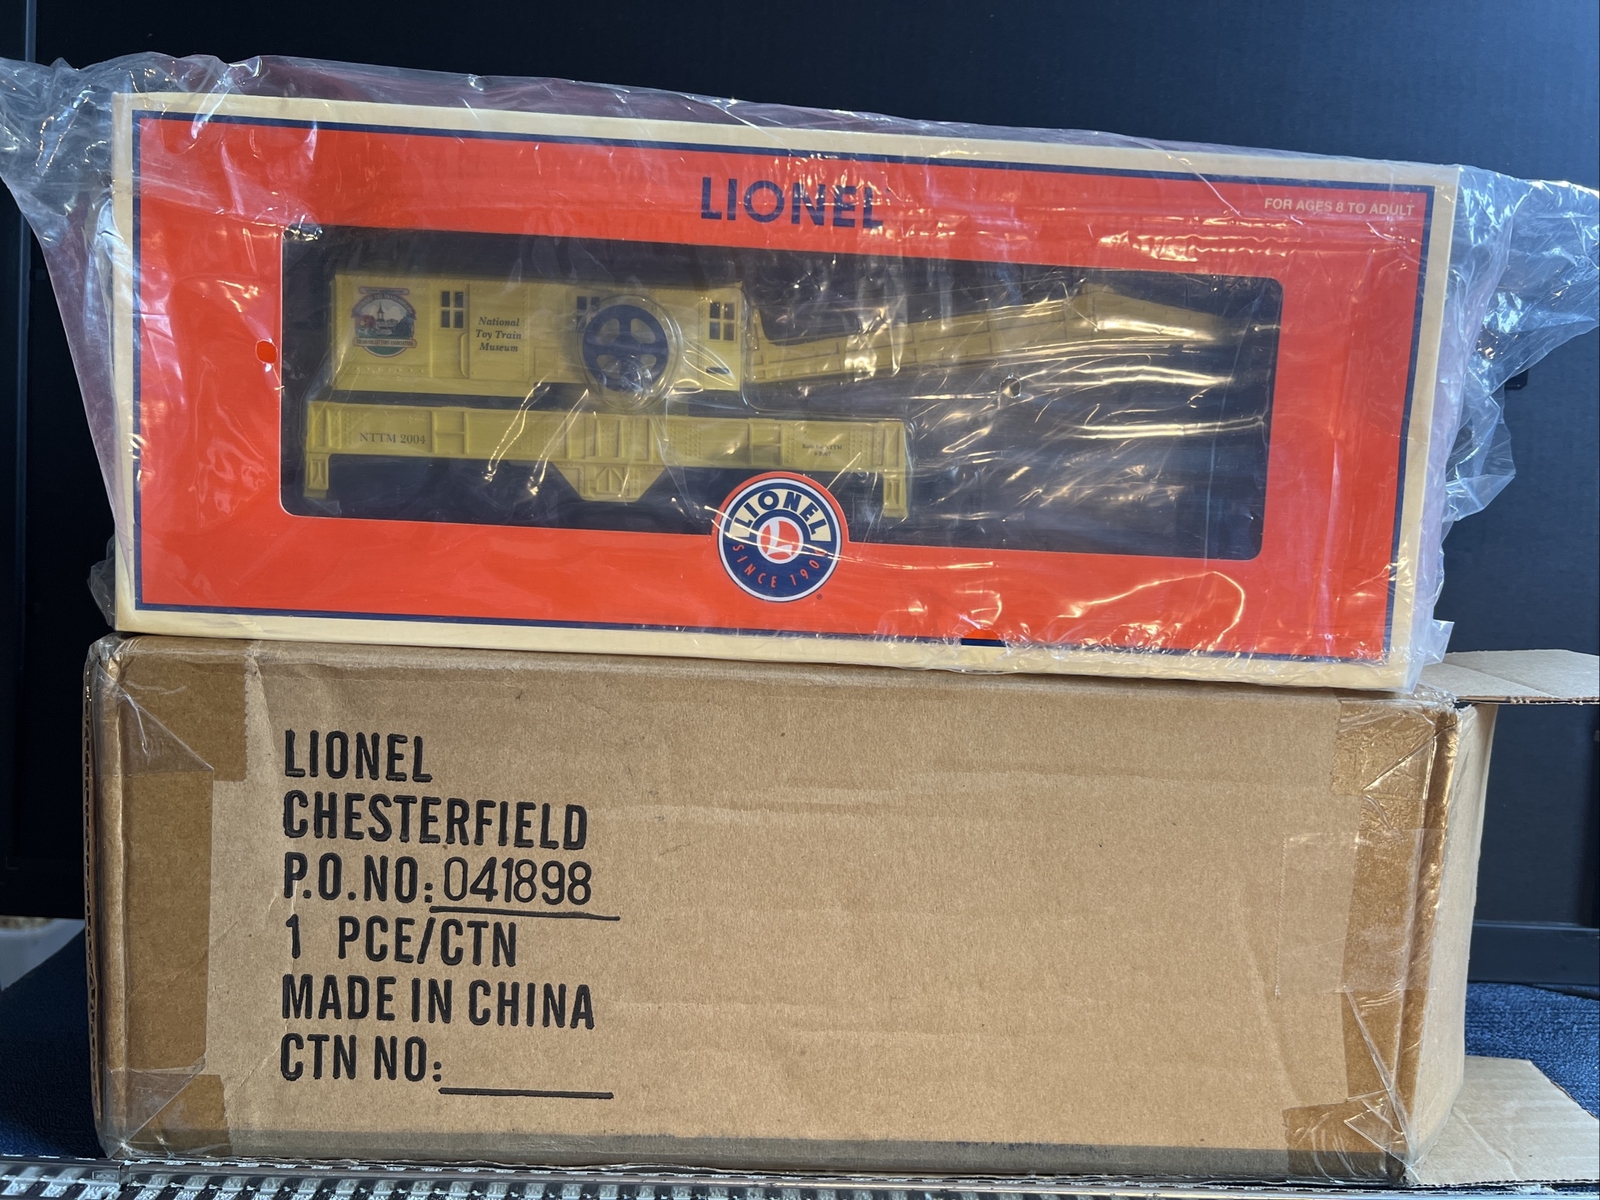 LIONEL
FOR AGES 8 TO ADULT
National
Toy Train
Museum
NTTM 2004
LIONEL
L
SINCE 190
LIONEL
CHESTERFIELD
P.O.NO: 041898
1 PCE/CTN
MADE IN CHINA
CTN NO: